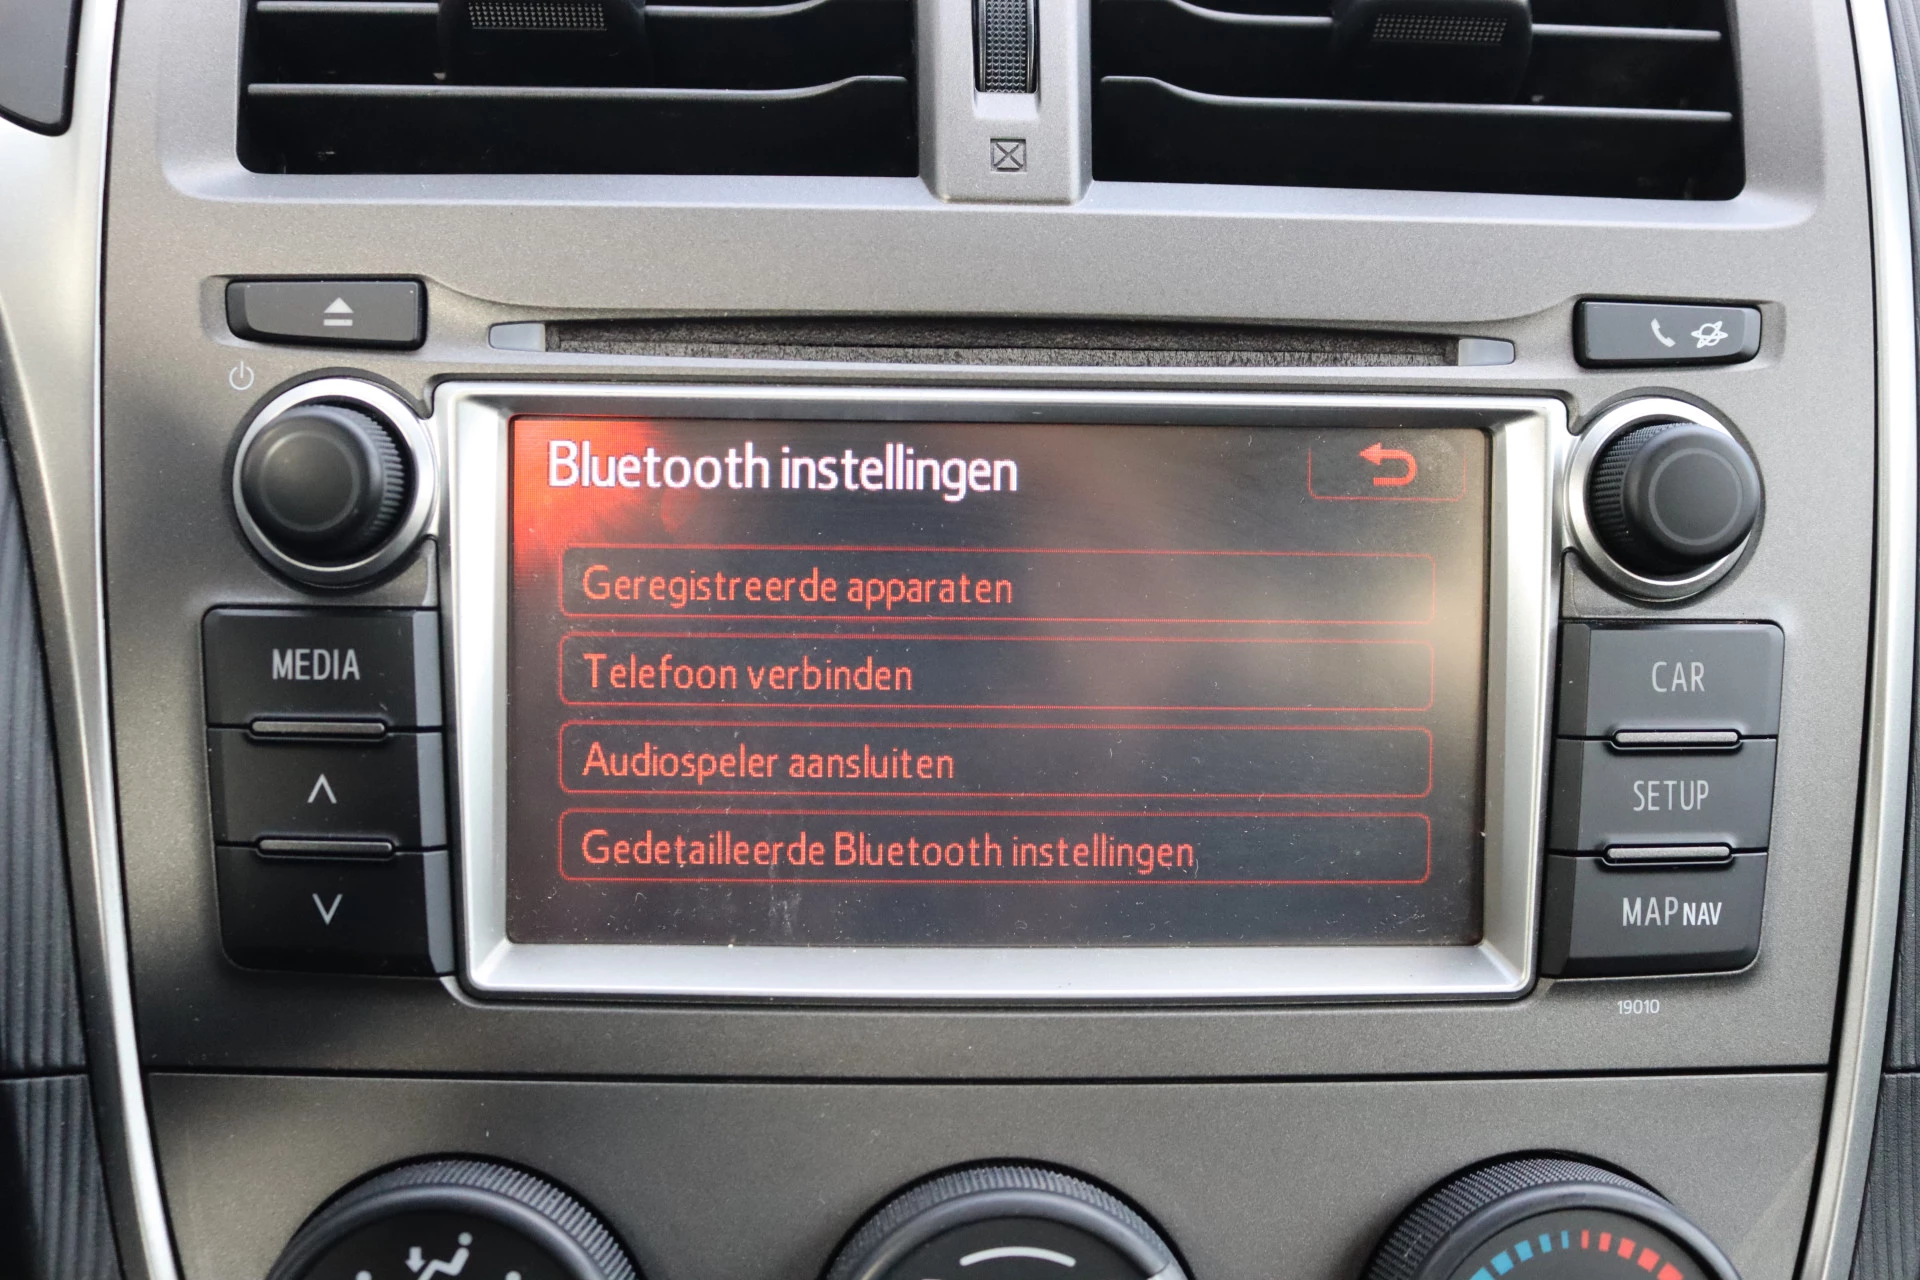 Bluetooth instellingen
Geregistreerde apparaten
Telefoon verbinden
Audiospeler aansluiten
Gedetailleerde Bluetooth instellingen
MEDIA
CAR
SETUP
MAP NAV
19010